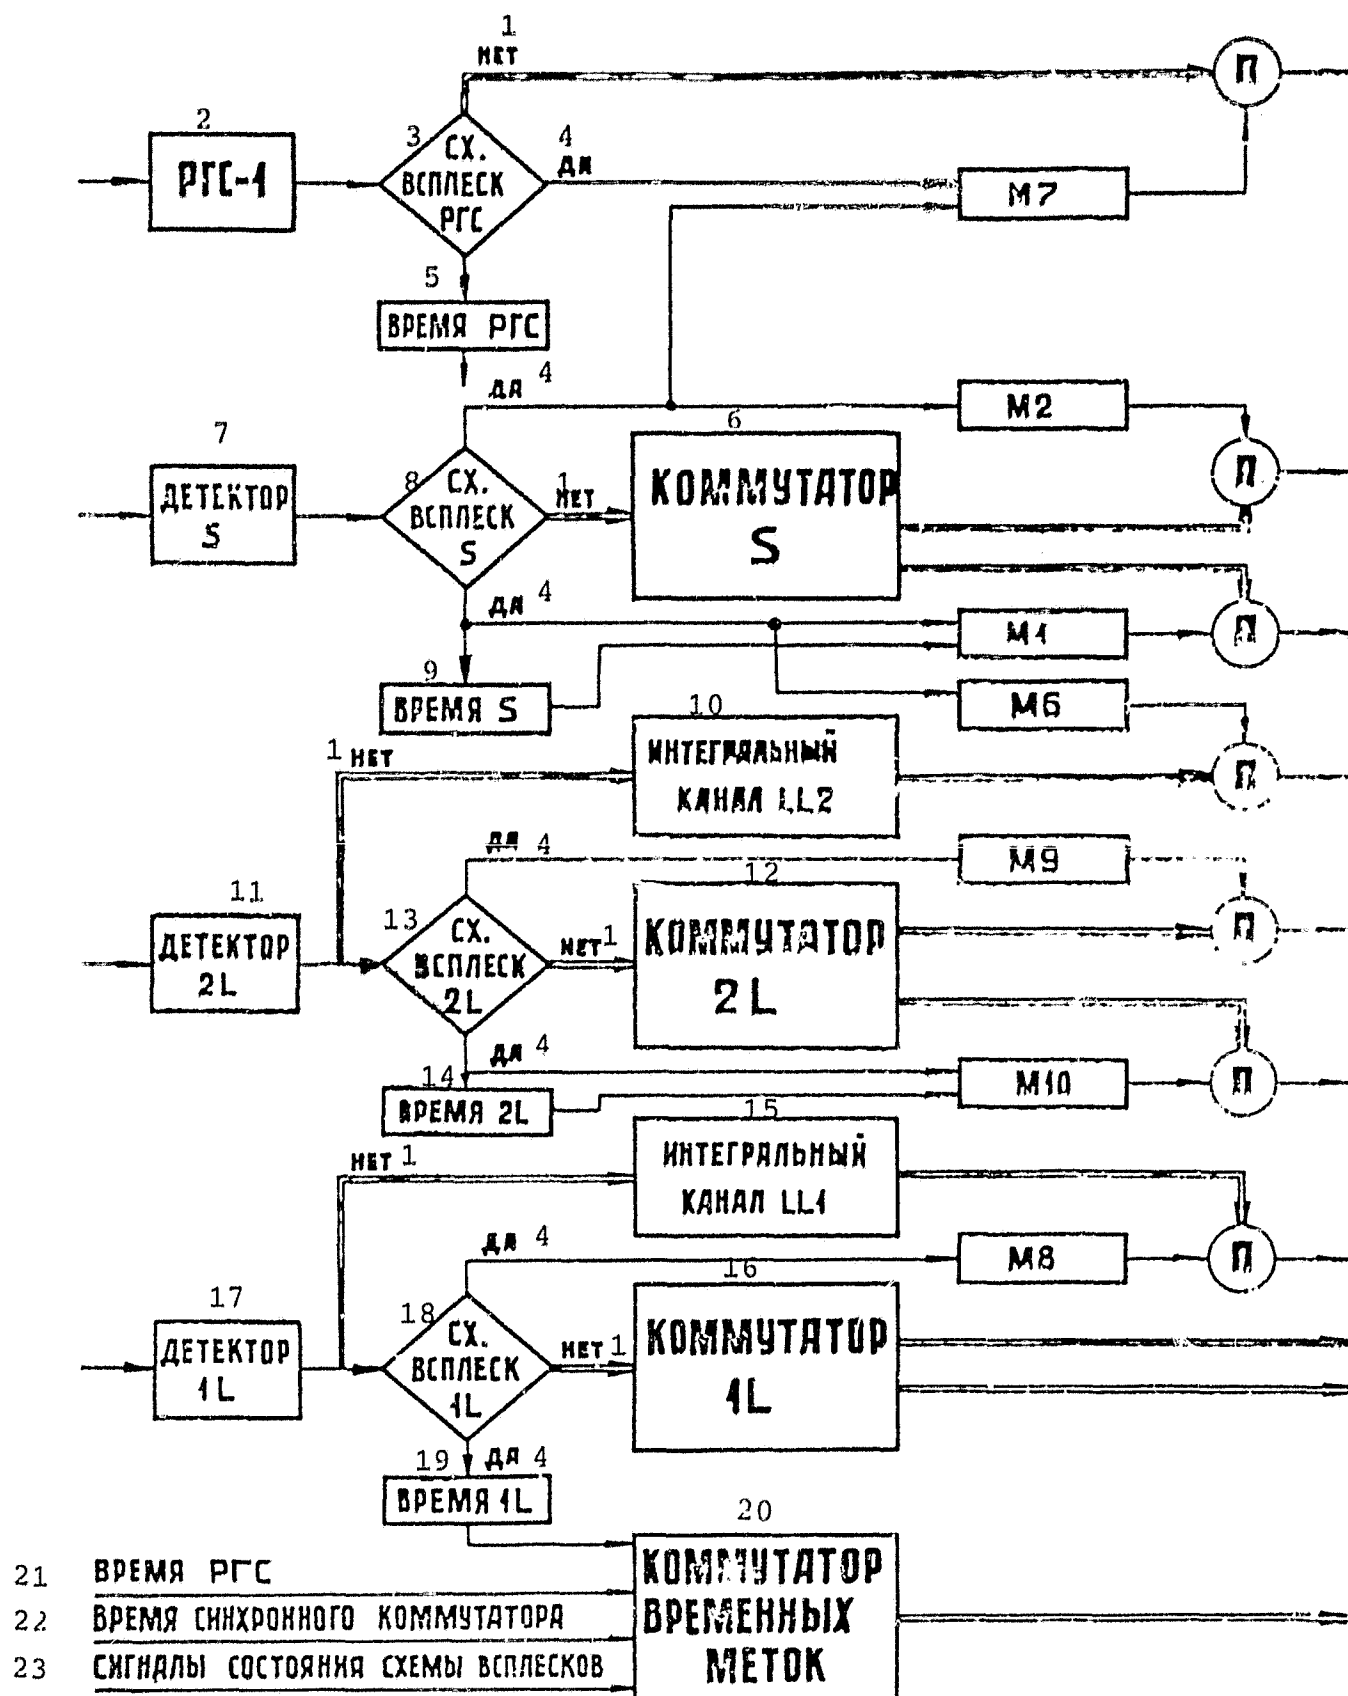 1
НЕТ
П
2
РГС-1
3
СХ.
ВСПЛЕСК
РГС
4
ДА
М7
5
ВРЕМЯ РГС
ДА 4
М2
П
6
КОММУТАТОР
S
7
ДЕТЕКТОР
S
8
СХ.
ВСПЛЕСК
S
1
НЕТ
ДА 4
М1
П
9
ВРЕМЯ S
М6
П
10
ИНТЕГРАЛЬНЫЙ
КАНАЛ LL2
1 НЕТ
ДА 4
М9
П
11
ДЕТЕКТОР
2L
12
КОММУТАТОР
2L
13
СХ.
ВСПЛЕСК
2L
НЕТ 1
ДА 4
М10
П
14
ВРЕМЯ 2L
15
ИНТЕГРАЛЬНЫЙ
КАНАЛ LL1
НЕТ 1
ДА 4
М8
П
16
КОММУТАТОР
1L
17
ДЕТЕКТОР
1L
18
СХ.
ВСПЛЕСК
1L
НЕТ 1
19
ДА 4
ВРЕМЯ 1L
20
КОММУТАТОР
ВРЕМЕННЫХ
МЕТОК
21 ВРЕМЯ РГС
22 ВРЕМЯ СИНХРОННОГО КОММУТАТОРА
23 СИГНАЛЫ СОСТОЯНИЯ СХЕМЫ ВСПЛЕСКОВ